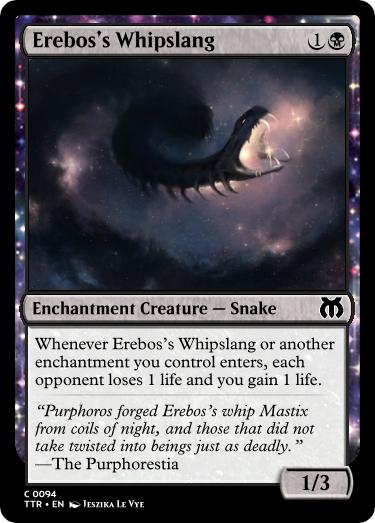 Erebos's Whipslang 1
Enchantment Creature — Snake
Whenever Erebos's Whipslang or another
enchantment you control enters, each
opponent loses 1 life and you gain 1 life.
“Purphoros forged Erebos's whip Mastix
from coils of night, and those that did
not take twisted into beings just as deadly.”
—The Purphorestia
1/3
C 0094
TTR • EN Jeszika Le Vye